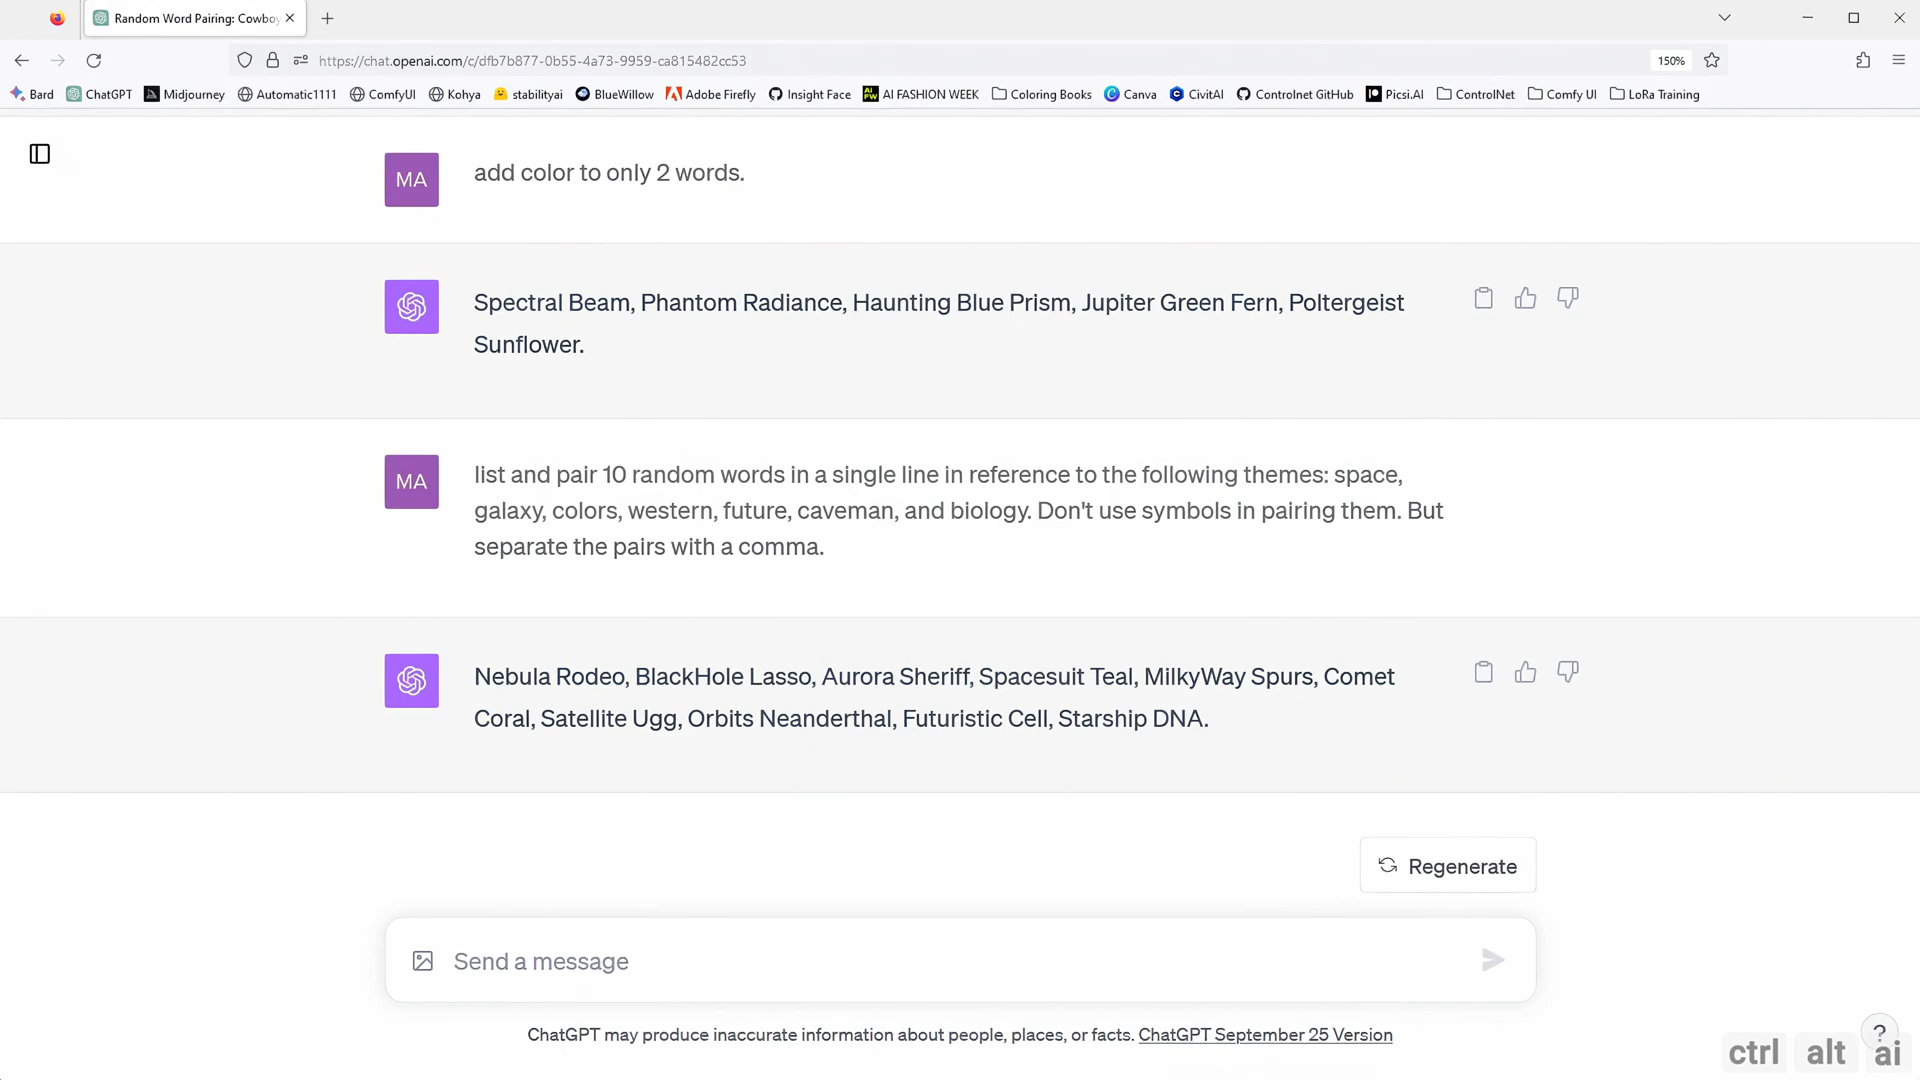 Random Word Pairing: Cowboy
https://chat.openai.com/c/dfb7b877-0b55-4a73-9959-ca815482cc53
150%
Bard ChatGPT Midjourney Automatic1111 ComfyUI Kohya stabilityai BlueWillow Adobe Firefly Insight Face AI FASHION WEEK Coloring Books Canva CivitAI Controlnet GitHub Picsi.AI ControlNet Comfy UI LoRa Training
MA
add color to only 2 words.
Spectral Beam, Phantom Radiance, Haunting Blue Prism, Jupiter Green Fern, Poltergeist
Sunflower.
MA
list and pair 10 random words in a single line in reference to the following themes: space,
galaxy, colors, western, future, caveman, and biology. Don't use symbols in pairing them. But
separate the pairs with a comma.
Nebula Rodeo, BlackHole Lasso, Aurora Sheriff, Spacesuit Teal, MilkyWay Spurs, Comet
Coral, Satellite Ugg, Orbits Neanderthal, Futuristic Cell, Starship DNA.
Regenerate
Send a message
ChatGPT may produce inaccurate information about people, places, or facts. ChatGPT September 25 Version
?
ctrl alt ai